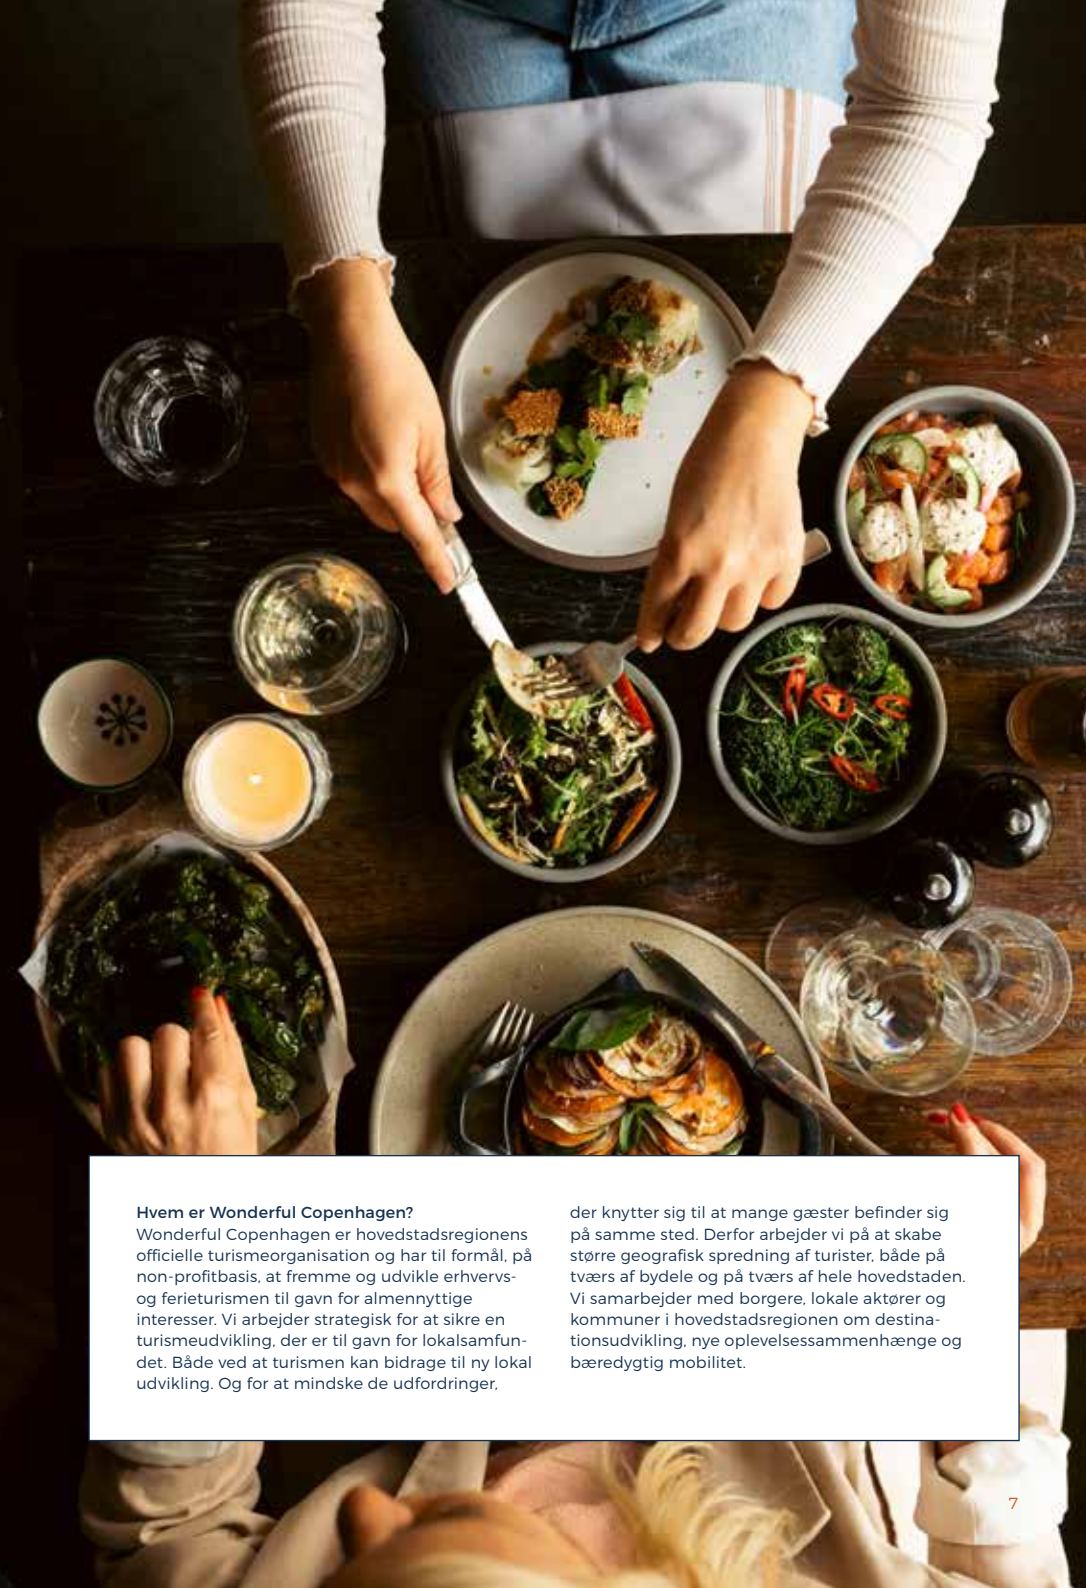 Hvem er Wonderful Copenhagen?
Wonderful Copenhagen er hovedstadsregionens
officielle turismeorganisation og har til formål, på
non-profitbasis, at fremme og udvikle erhvervs-
og ferieturismen til gavn for almennyttige
interesser. Vi arbejder strategisk for at sikre en
turismeudvikling, der er til gavn for lokalsamfun-
det. Både ved at turismen kan bidrage til ny lokal
udvikling. Og for at mindske de udfordringer,
der knytter sig til at mange gæster befinder sig
på samme sted. Derfor arbejder vi på at skabe
større geografisk spredning af turister, både på
tværs af bydele og på tværs af hele hovedstaden.
Vi samarbejder med borgere, lokale aktører og
kommuner i hovedstadsregionen om destina-
tionsudvikling, nye oplevelsessammenhænge og
bæredygtig mobilitet.
7